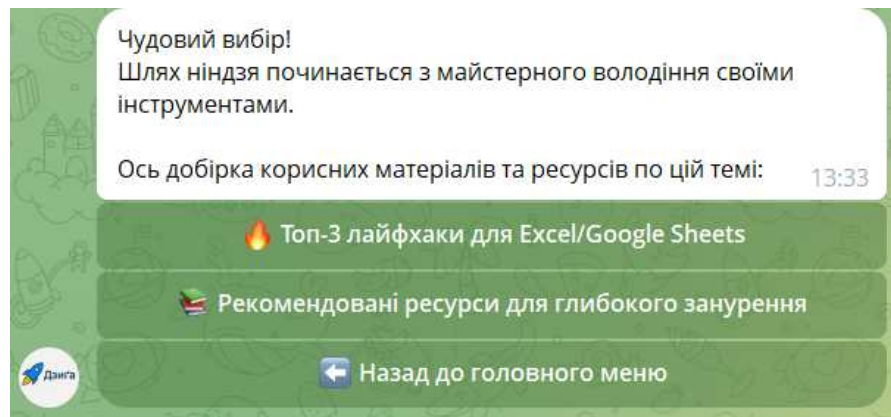 Чудовий вибір!
Шлях ніндзя починається з майстерного володіння своїми
інструментами.
Ось добірка корисних матеріалів та ресурсів по цій темі:
13:33
🔥 Топ-3 лайфхаки для Excel/Google Sheets
📚 Рекомендовані ресурси для глибокого занурення
⬅️ Назад до головного меню
Дзиґа